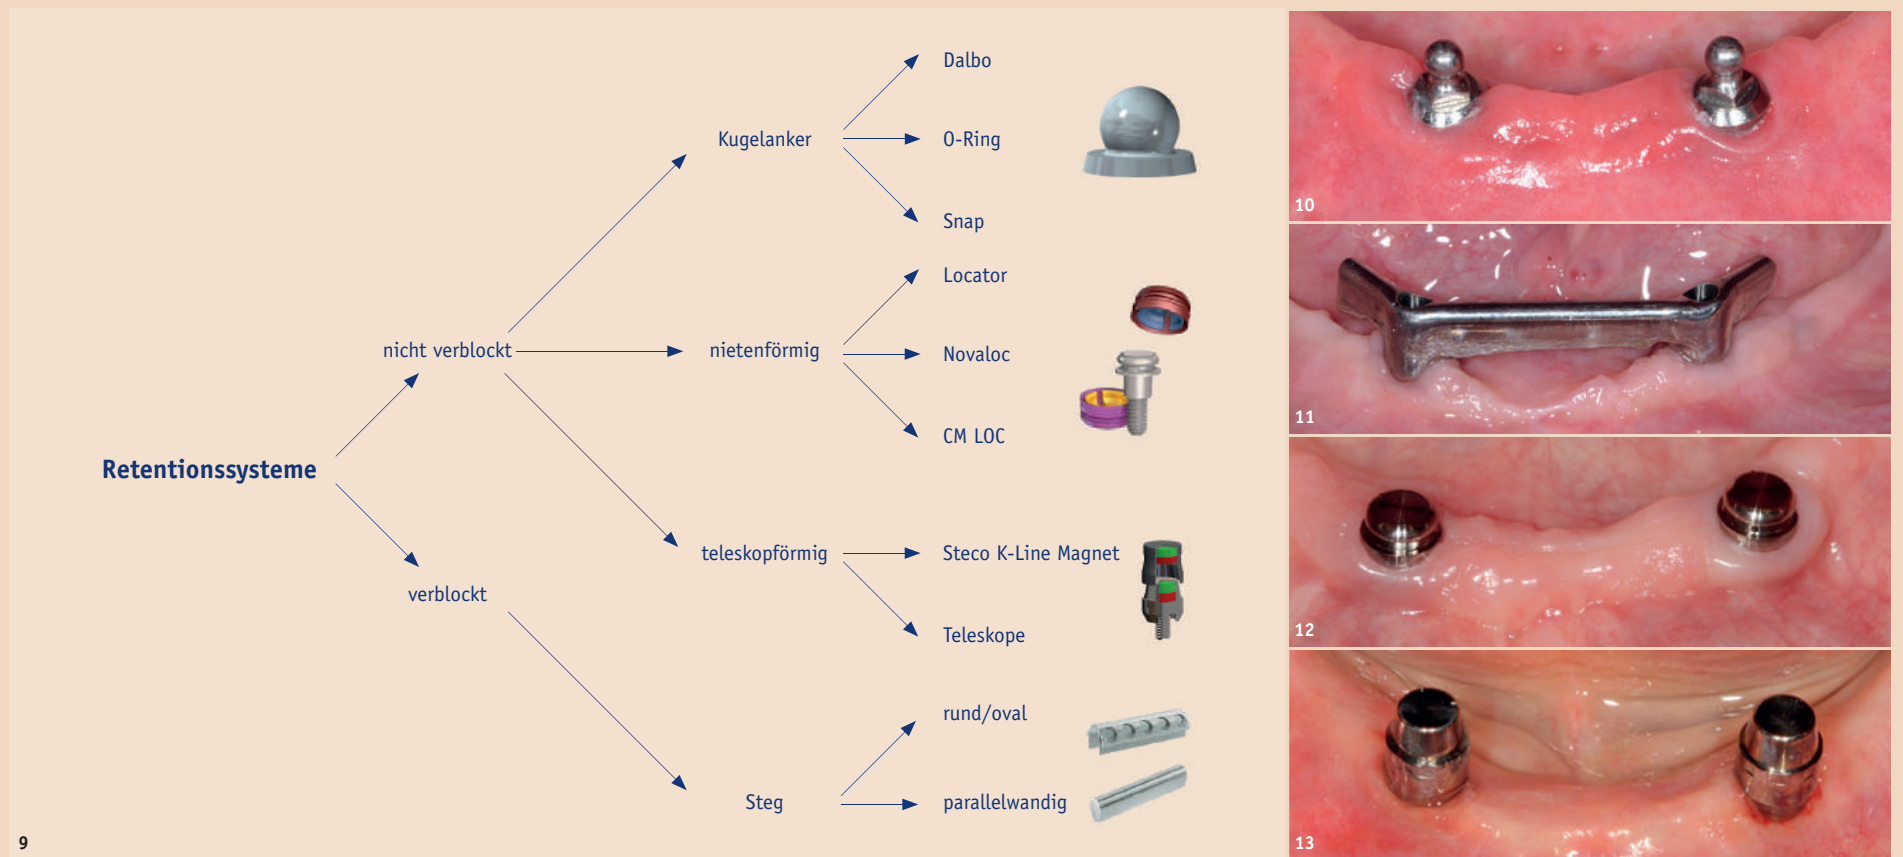 Retentionssysteme
nicht verblockt
verblockt
Kugelanker
nietenförmig
teleskopförmig
Steg
Dalbo
O-Ring
Snap
Locator
Novaloc
CM LOC
Steco K-Line Magnet
Teleskope
rund/oval
parallelwandig
9
10
11
12
13